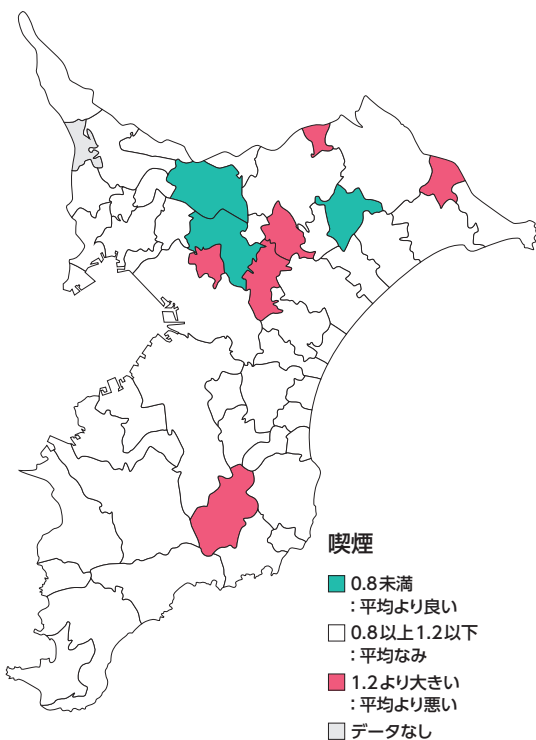 喫煙
0.8未満
：平均より良い
0.8以上1.2以下
：平均なみ
1.2より大きい
：平均より悪い
データなし